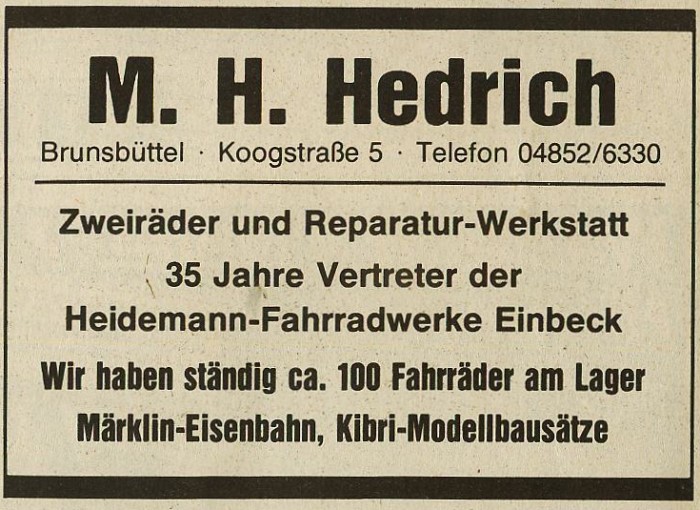 M. H. Hedrich
Brunsbüttel · Koogstraße 5 · Telefon 04852/6330
Zweiräder und Reparatur-Werkstatt
35 Jahre Vertreter der
Heidemann-Fahrradwerke Einbeck
Wir haben ständig ca. 100 Fahrräder am Lager
Märklin-Eisenbahn, Kibri-Modellbausätze